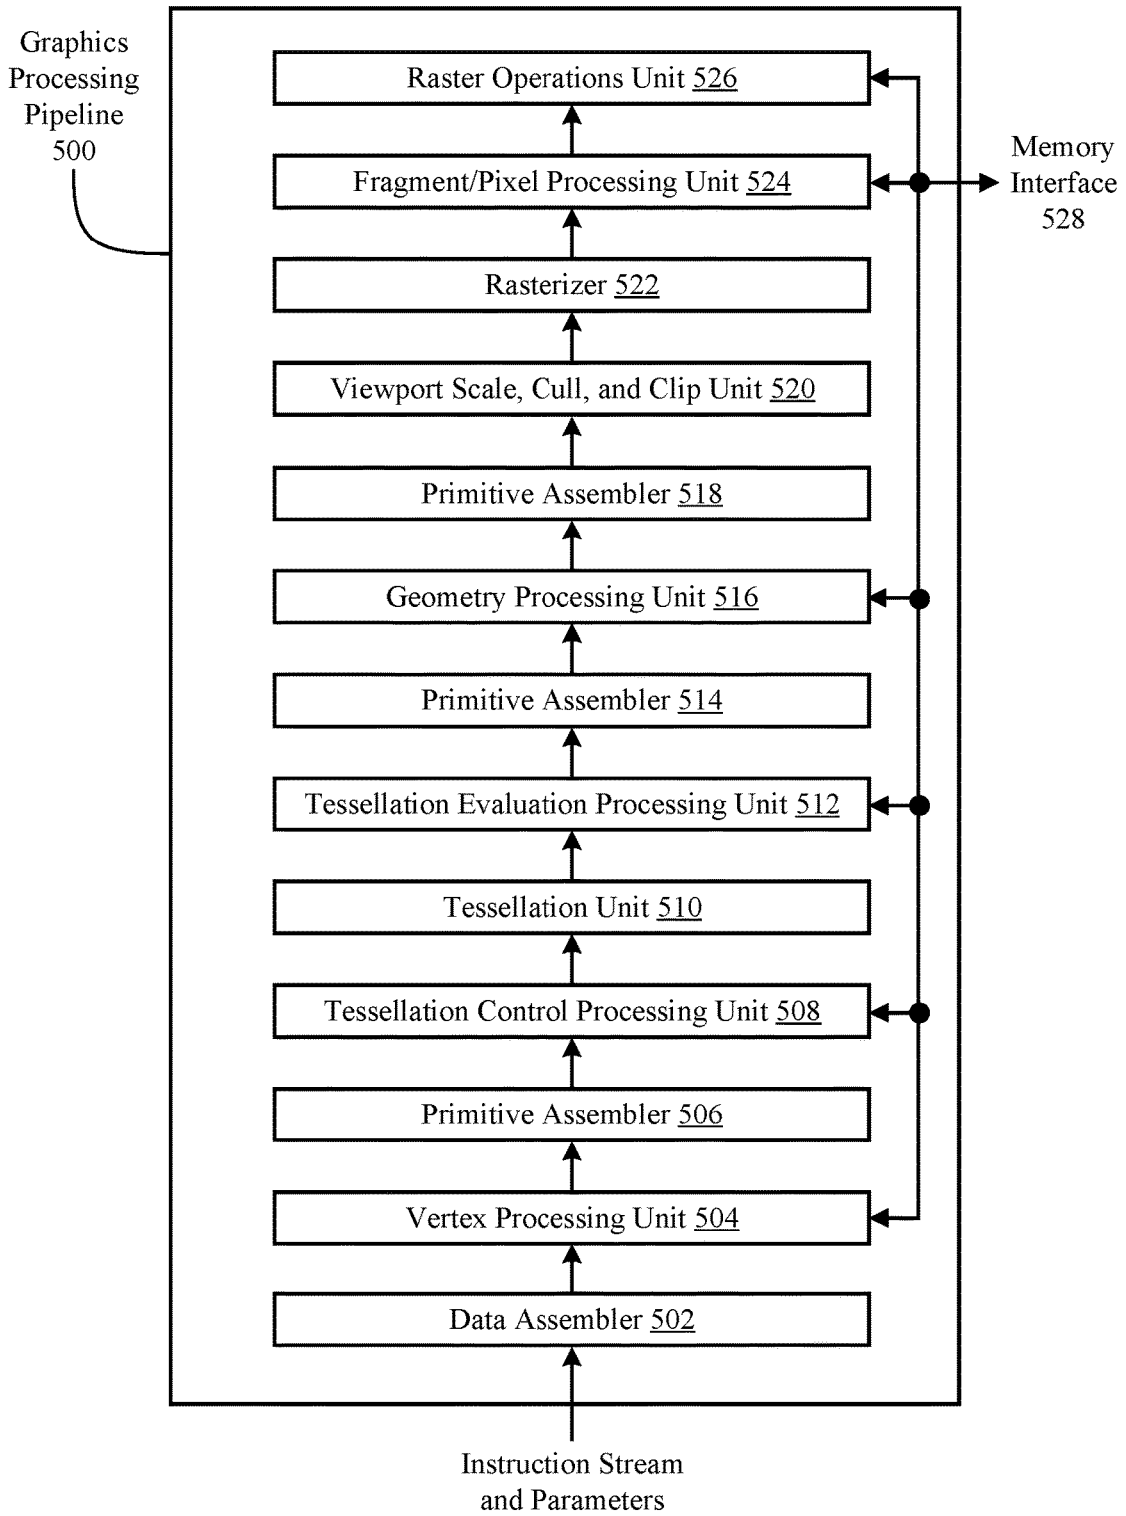 Graphics
Processing
Pipeline
500
Raster Operations Unit 526
Fragment/Pixel Processing Unit 524
Memory
Interface
528
Rasterizer 522
Viewport Scale, Cull, and Clip Unit 520
Primitive Assembler 518
Geometry Processing Unit 516
Primitive Assembler 514
Tessellation Evaluation Processing Unit 512
Tessellation Unit 510
Tessellation Control Processing Unit 508
Primitive Assembler 506
Vertex Processing Unit 504
Data Assembler 502
Instruction Stream
and Parameters